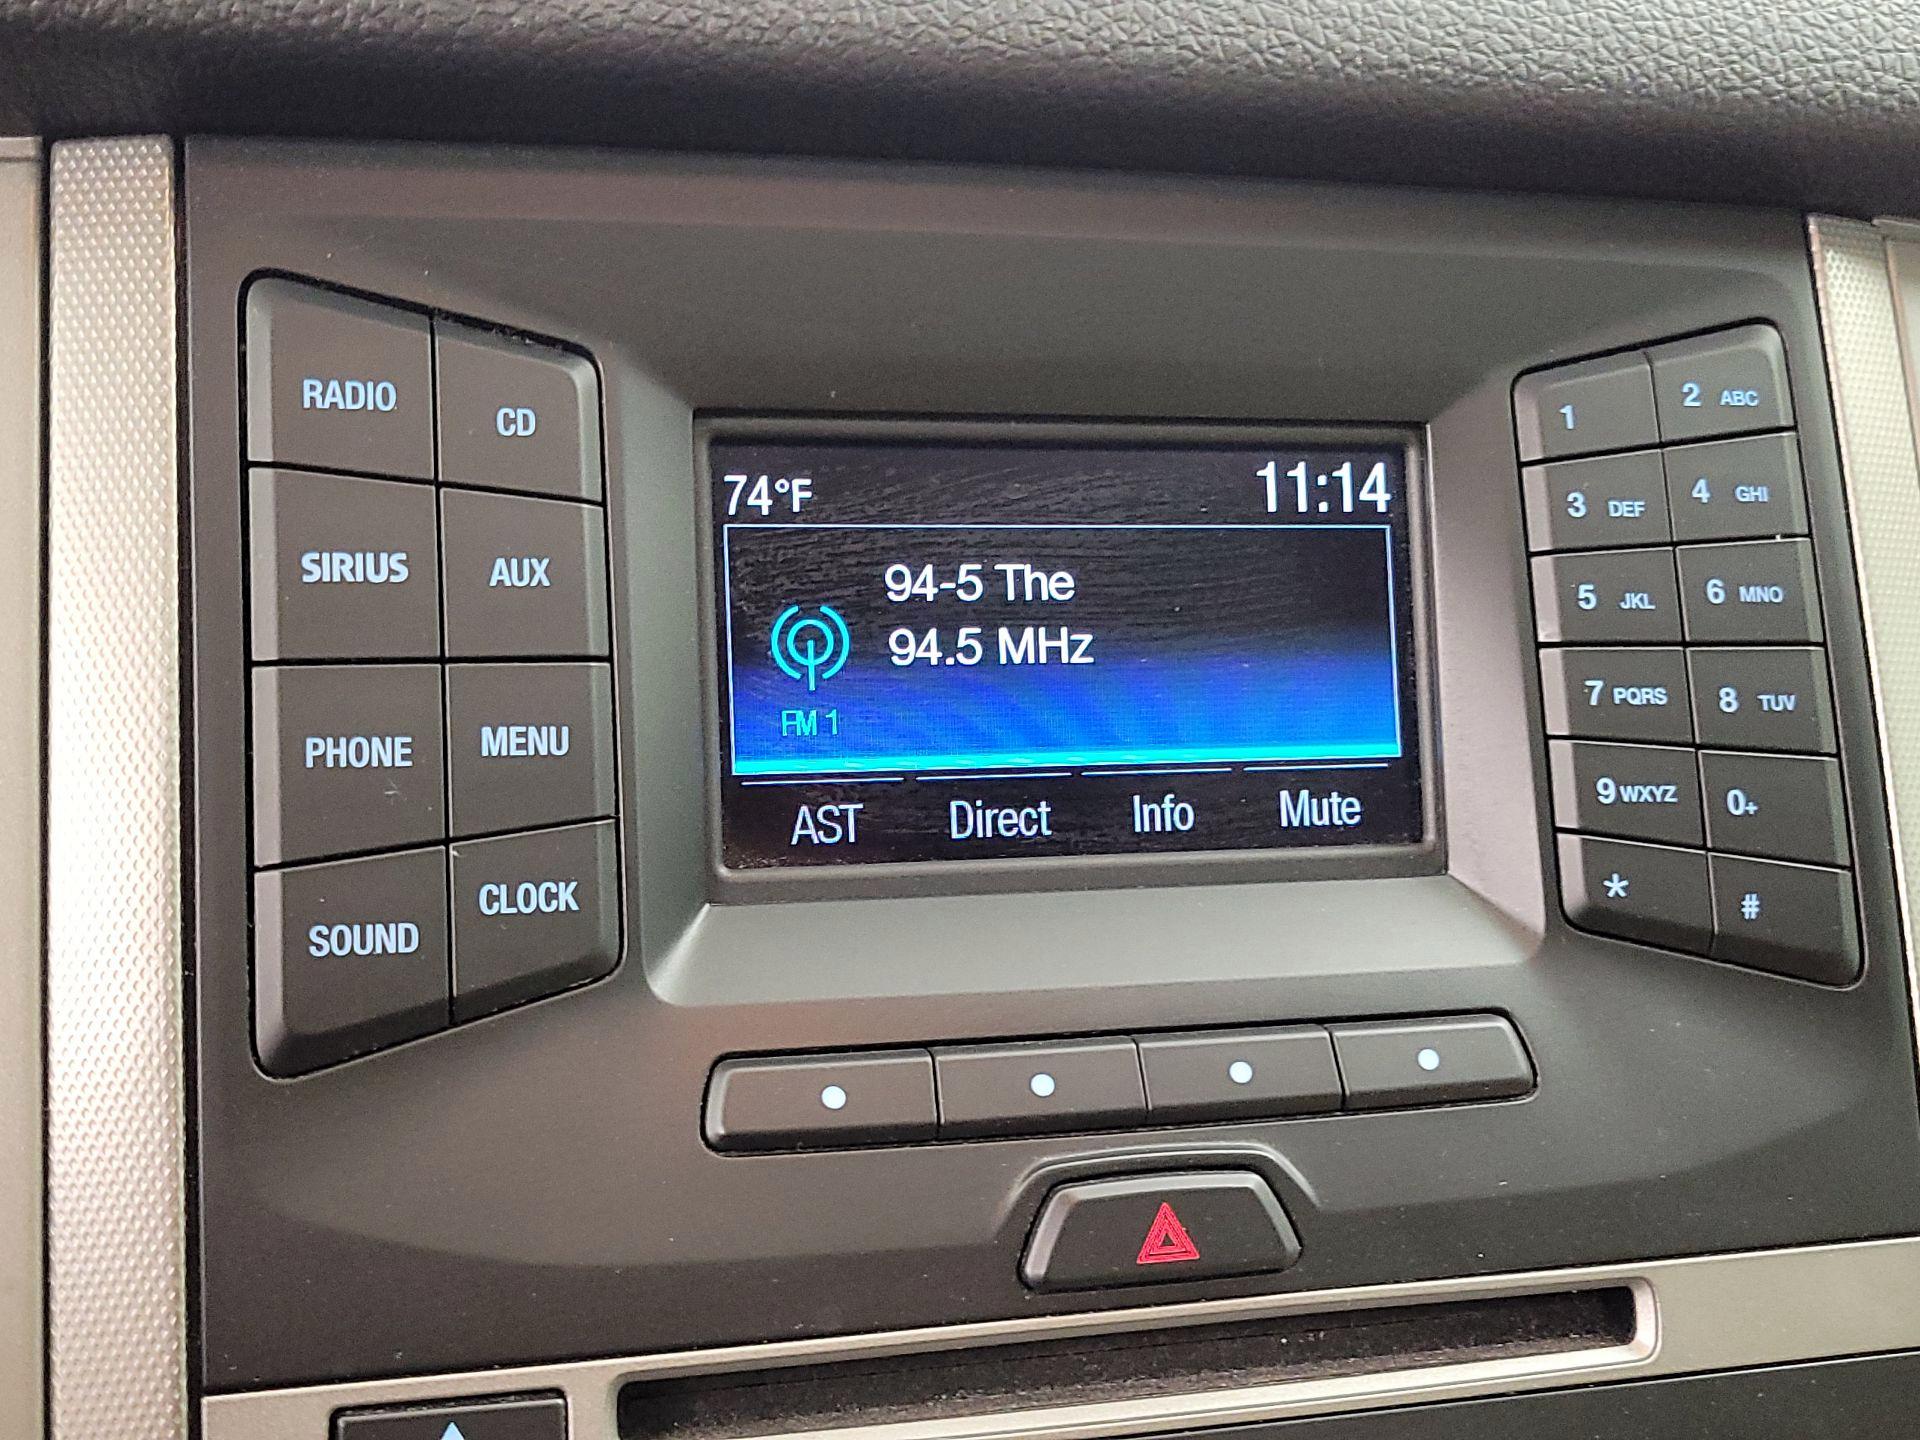 RADIO
CD
SIRIUS
AUX
PHONE
MENU
SOUND
CLOCK
74°F 11:14
94-5 The
94.5 MHz
FM 1
AST Direct Info Mute
1
2 ABC
3 DEF
4 GHI
5 JKL
6 MNO
7 PQRS
8 TUV
9 WXYZ
0+
*
#